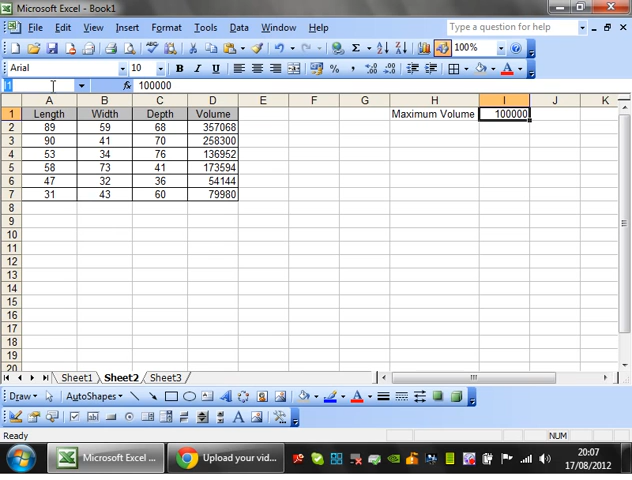 Microsoft Excel - Book1
File Edit View Insert Format Tools Data Window Help Type a question for help
100%
Arial 10 B I U
I1 fx 100000
A B C D E F G H I J K
1 Length Width Depth Volume Maximum Volume 100000
2 89 59 68 357068
3 90 41 70 258300
4 53 34 76 136952
5 58 73 41 173594
6 47 32 36 54144
7 31 43 60 79980
8
9
10
11
12
13
14
15
16
17
18
19
20
Sheet1 Sheet2 Sheet3
Draw AutoShapes
Ready NUM
Microsoft Excel ... Upload your vid... 20:07
17/08/2012